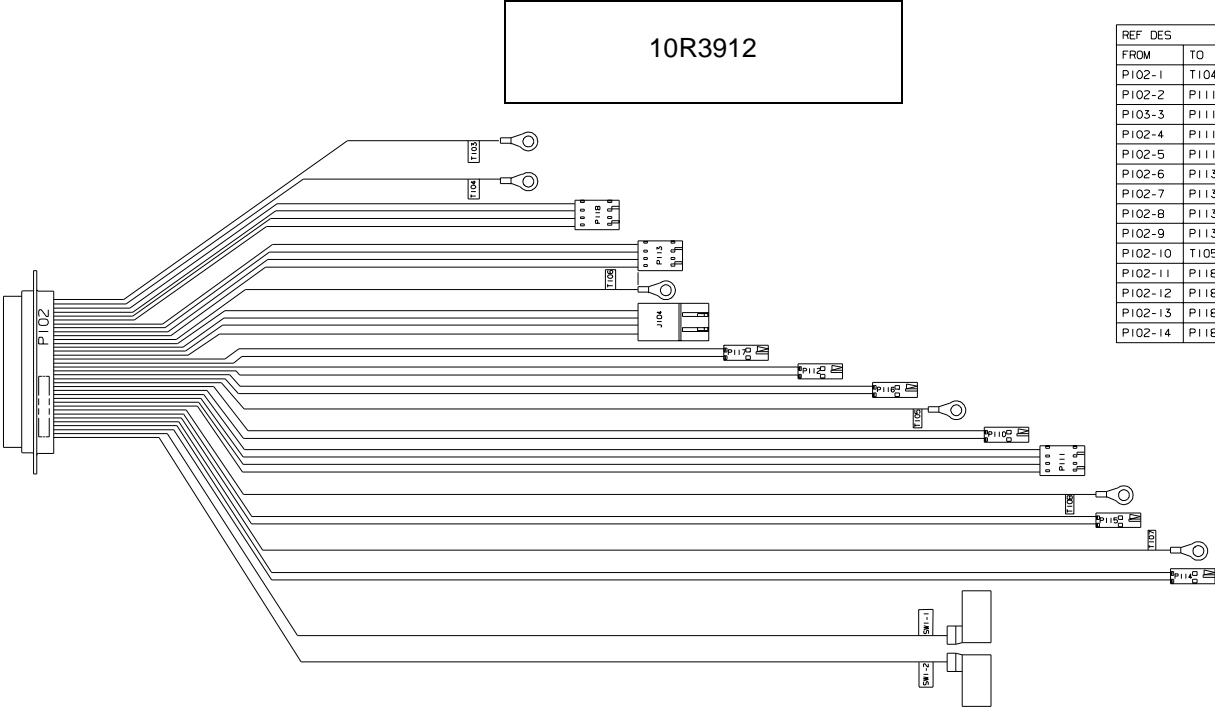 10R3912
REF DES
FROM TO
P102-1 T104
P102-2 P111
P103-3 P111
P102-4 P111
P102-5 P111
P102-6 P113
P102-7 P113
P102-8 P113
P102-9 P113
P102-10 T105
P102-11 P118
P102-12 P118
P102-13 P118
P102-14 P118
T103
T104
P118
P113
T106
J104
P102
P117
P112
P116
T105
P110
P111
T108
P115
T107
P114
SW1-1
SW1-2